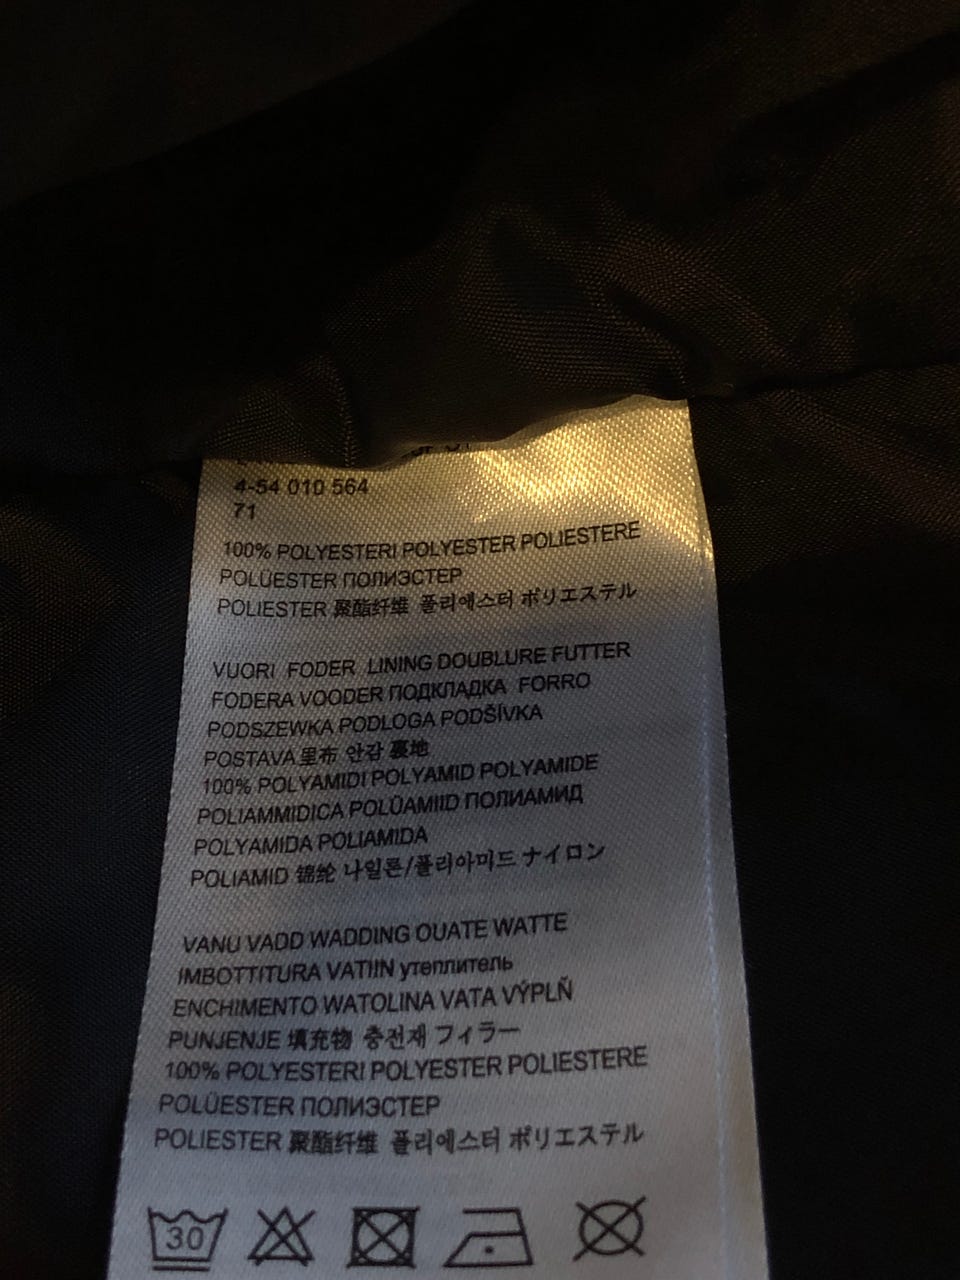 4-54 010 564
71
100% POLYESTERI POLYESTER POLIESTERE
POLÜESTER ПОЛИЭСТЕР
POLIESTER 聚酯纤维 폴리에스터 ポリエステル
VUORI FODER LINING DOUBLURE FUTTER
FODERA VOODER ПОДКЛАДКА FORRO
PODSZEWKA PODLOGA PODŠÍVKA
POSTAVA 里布 안감 裏地
100% POLYAMIDI POLYAMID POLYAMIDE
POLIAMMIDICA POLÜAMIID ПОЛИАМИД
POLYAMIDA POLIAMIDA
POLIAMID 锦纶 나일론/폴리아미드 ナイロン
VANU VADD WADDING OUATE WATTE
IMBOTTITURA VATIIN утеплитель
ENCHIMENTO WATOLINA VATA VÝPLŇ
PUNJENJE 填充物 충전재 フィラー
100% POLYESTERI POLYESTER POLIESTERE
POLÜESTER ПОЛИЭСТЕР
POLIESTER 聚酯纤维 폴리에스터 ポリエステル
30